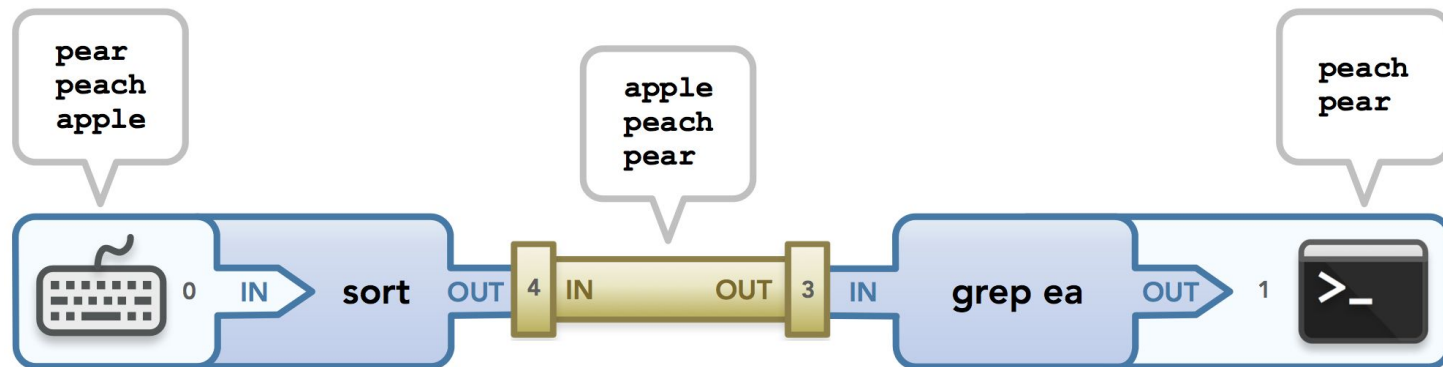 pear
peach
apple
apple
peach
pear
peach
pear
0 IN sort OUT 4 IN OUT 3 IN grep ea OUT 1 >_